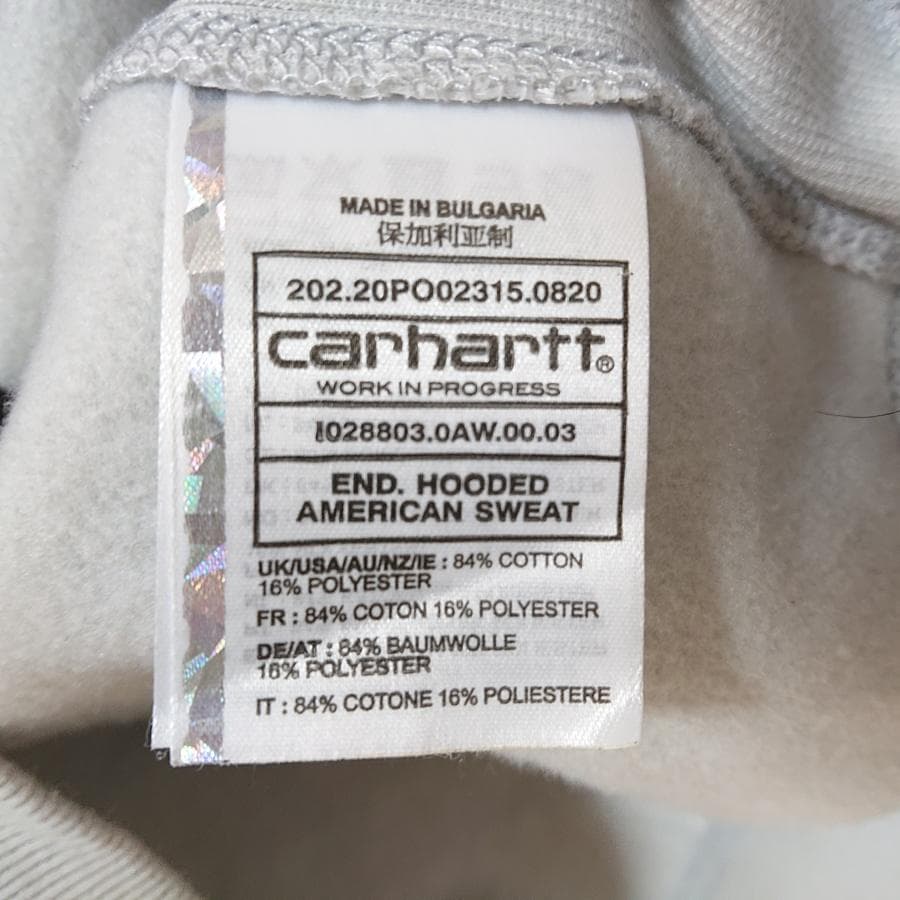 MADE IN BULGARIA
保加利亚制
202.20PO02315.0820
carhartt®
WORK IN PROGRESS
I028803.0AW.00.03
END. HOODED
AMERICAN SWEAT
UK/USA/AU/NZ/IE : 84% COTTON
16% POLYESTER
FR : 84% COTON 16% POLYESTER
DE/AT : 84% BAUMWOLLE
16% POLYESTER
IT : 84% COTONE 16% POLIESTERE